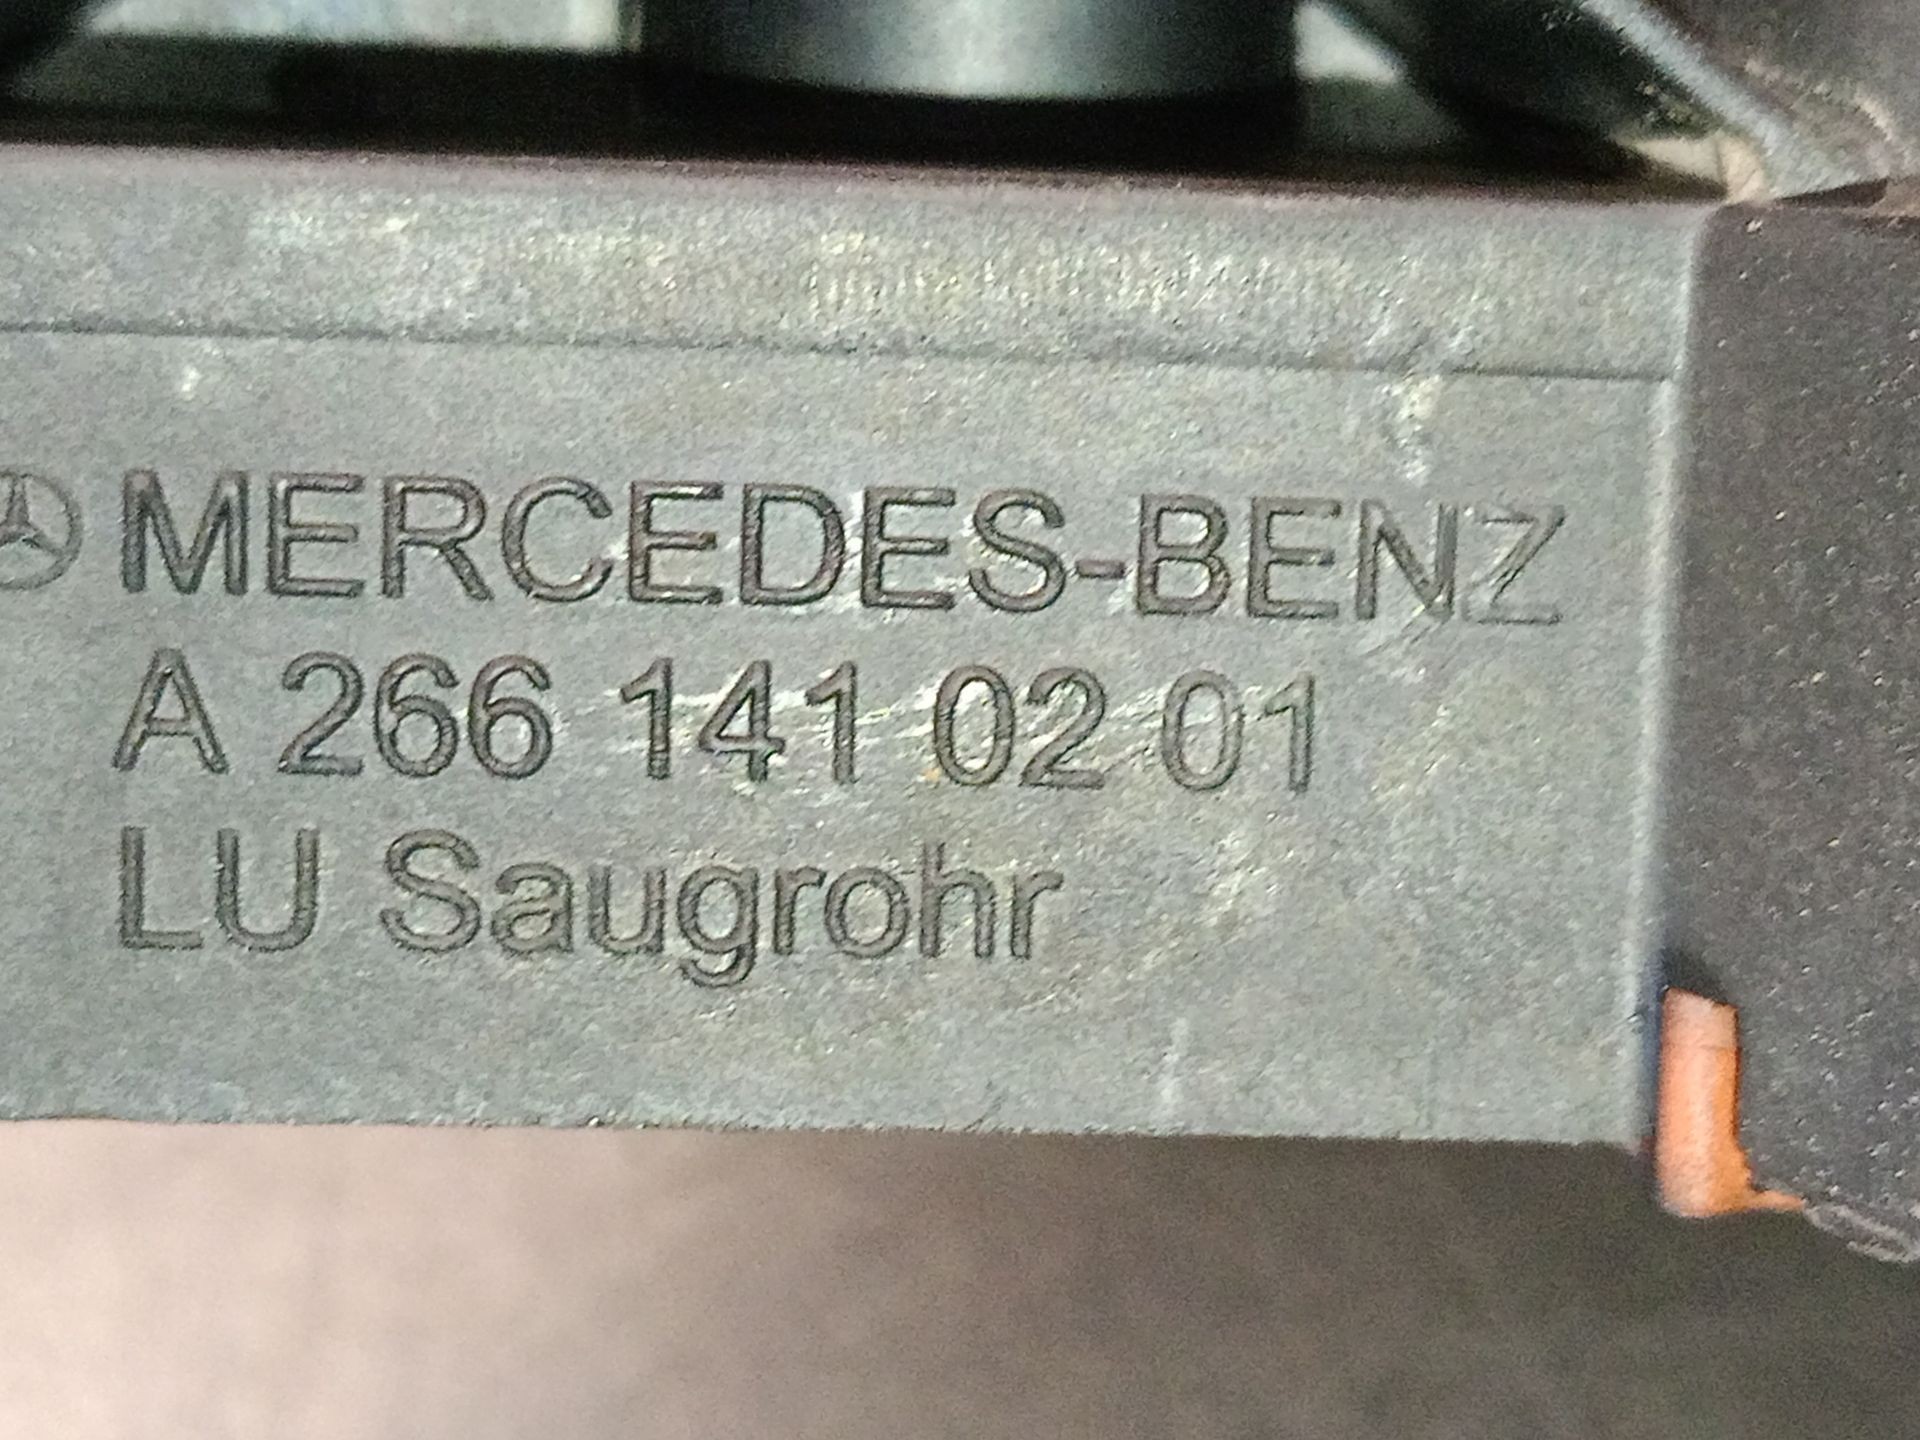 MERCEDES-BENZ
A 266 141 02 01
LU Saugrohr